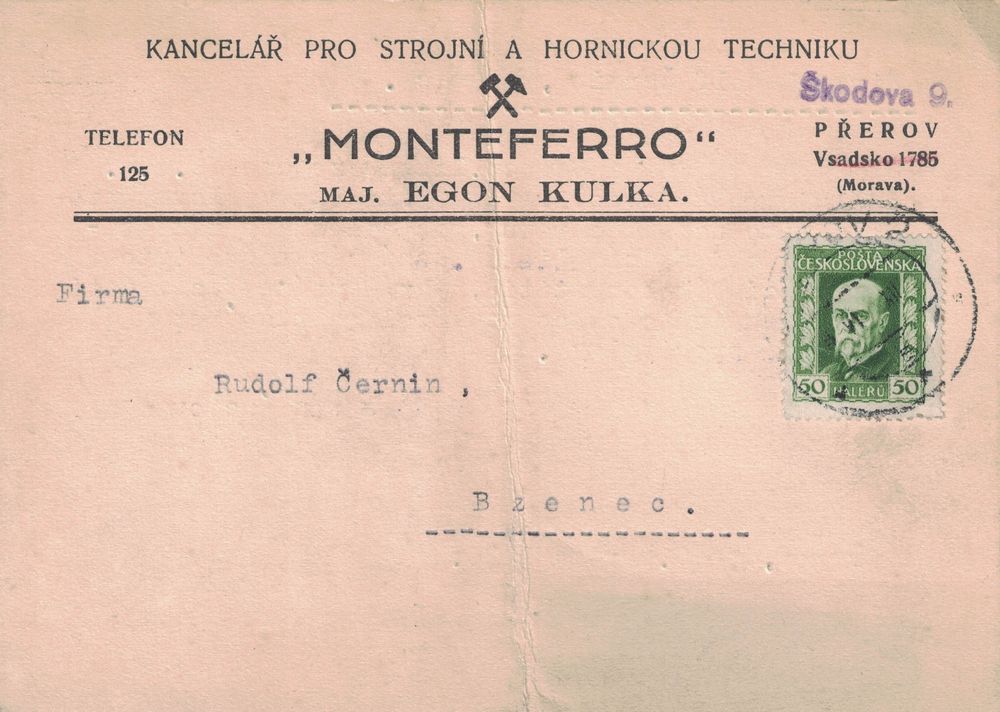 KANCELÁŘ PRO STROJNÍ A HORNICKOU TECHNIKU
Škodova 9.
TELEFON
125
„MONTEFERRO“
MAJ. EGON KULKA.
PŘEROV
Vsadsko 1785
(Morava).
POŠTA
ČESKOSLOVENSKÁ
50 HALÉŘŮ 50
Firma
Rudolf Černin,
Bzenec.